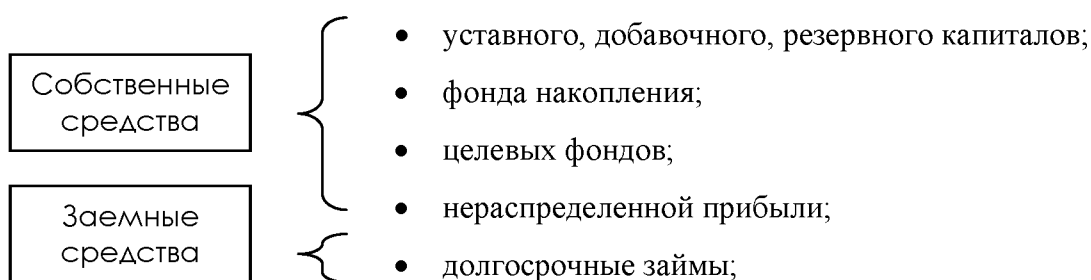 Собственные
средства
• уставного, добавочного, резервного капиталов;
• фонда накопления;
• целевых фондов;
• нераспределенной прибыли;
Заемные
средства
• долгосрочные займы;